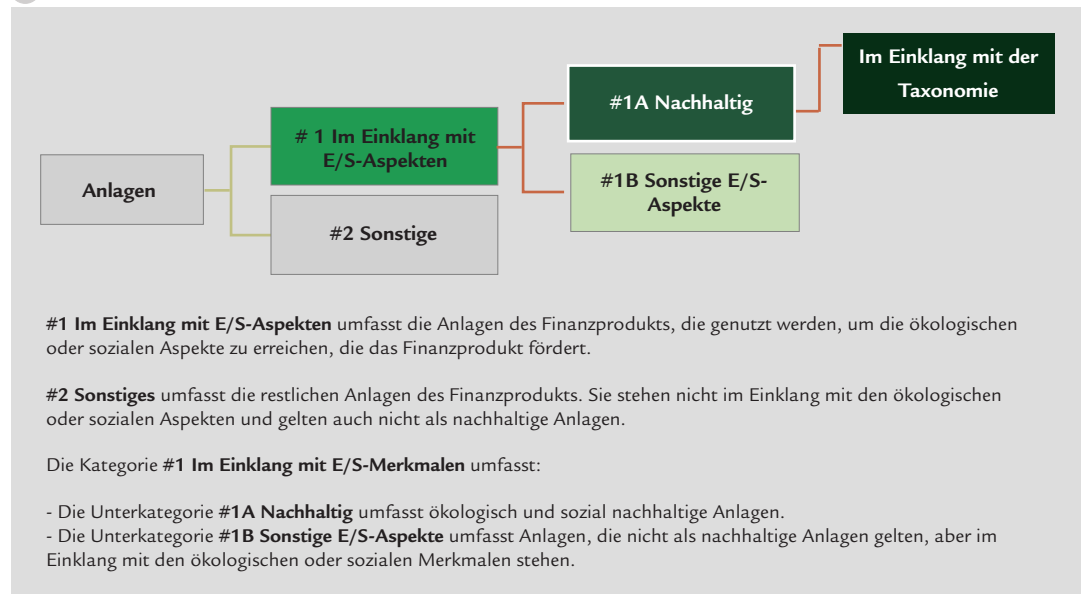 Im Einklang mit der
Taxonomie
#1A Nachhaltig
# 1 Im Einklang mit
E/S-Aspekten
#1B Sonstige E/S-
Aspekte
Anlagen
#2 Sonstige
#1 Im Einklang mit E/S-Aspekten umfasst die Anlagen des Finanzprodukts, die genutzt werden, um die ökologischen
oder sozialen Aspekte zu erreichen, die das Finanzprodukt fördert.
#2 Sonstiges umfasst die restlichen Anlagen des Finanzprodukts. Sie stehen nicht im Einklang mit den ökologischen
oder sozialen Aspekten und gelten auch nicht als nachhaltige Anlagen.
Die Kategorie #1 Im Einklang mit E/S-Merkmalen umfasst:
- Die Unterkategorie #1A Nachhaltig umfasst ökologisch und sozial nachhaltige Anlagen.
- Die Unterkategorie #1B Sonstige E/S-Aspekte umfasst Anlagen, die nicht als nachhaltige Anlagen gelten, aber im
Einklang mit den ökologischen oder sozialen Merkmalen stehen.